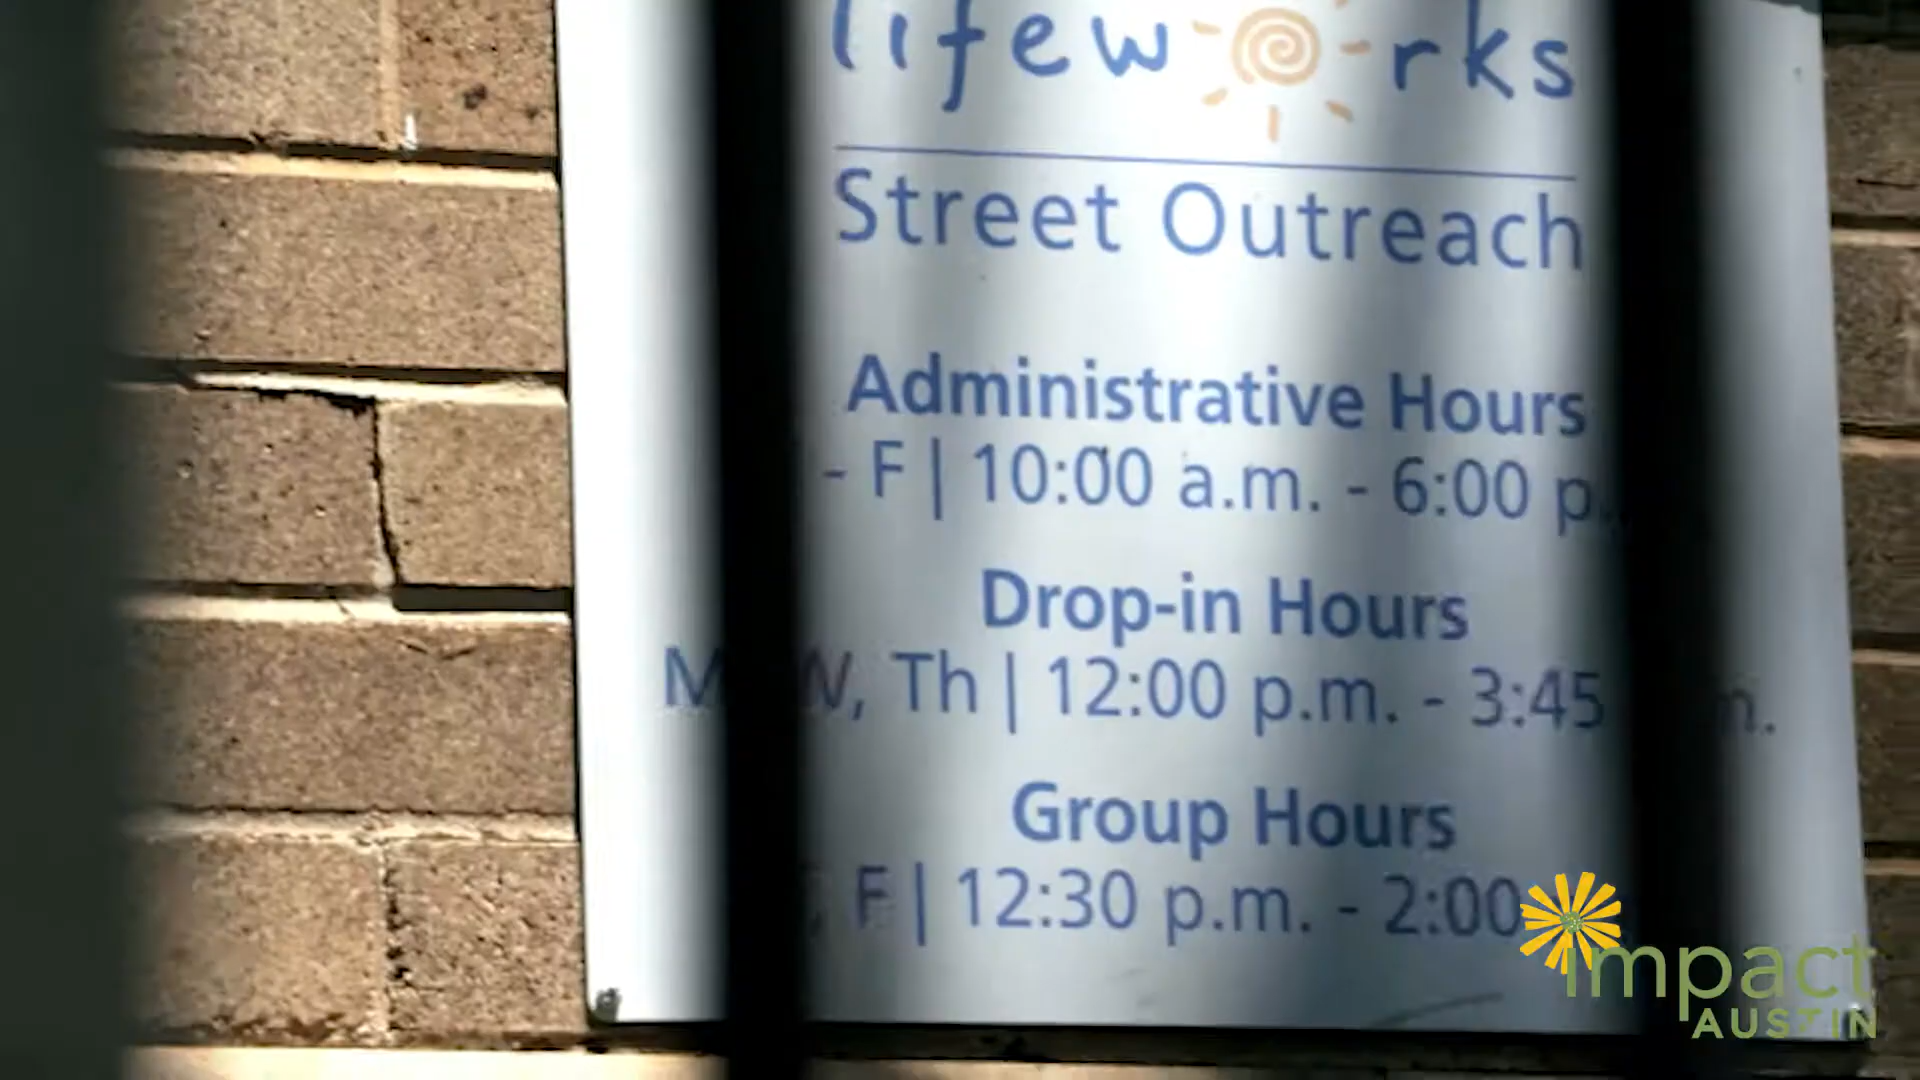 lifeworks
Street Outreach
Administrative Hours
- F | 10:00 a.m. - 6:00 p.
Drop-in Hours
W, Th | 12:00 p.m. - 3:45
Group Hours
F | 12:30 p.m. - 2:00
impact
AUSTIN